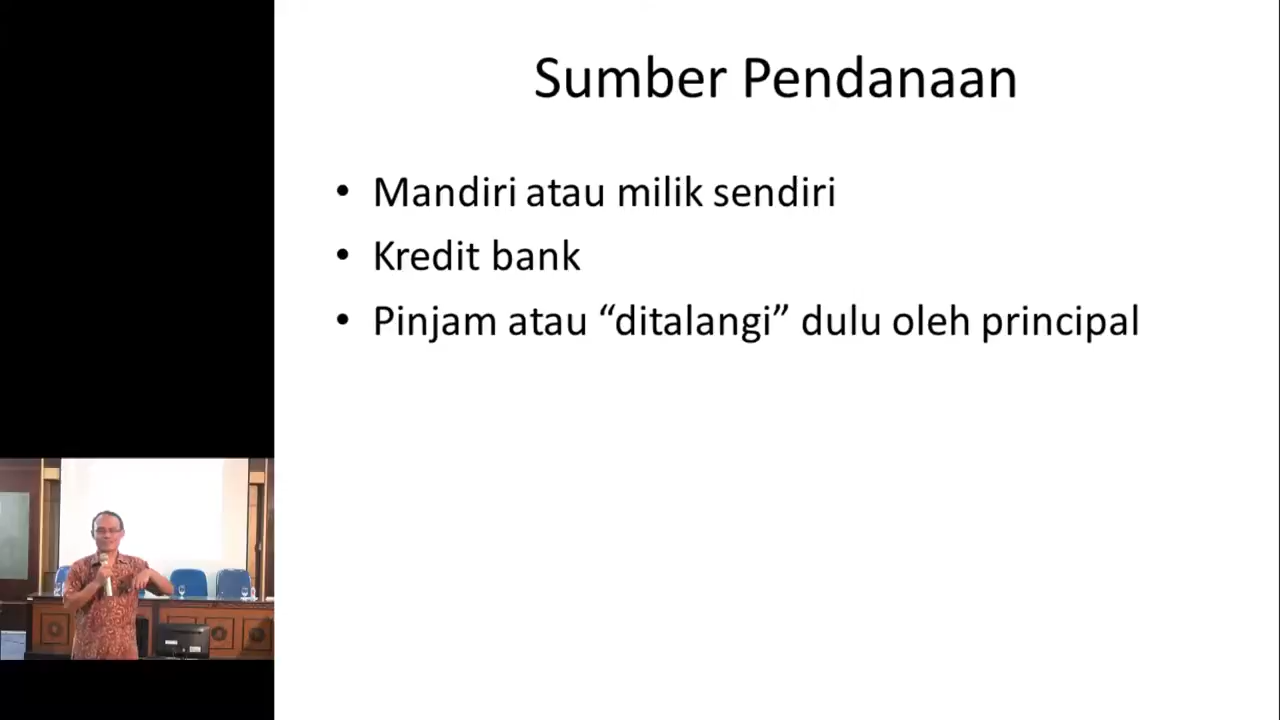 Sumber Pendanaan
• Mandiri atau milik sendiri
• Kredit bank
• Pinjam atau “ditalangi” dulu oleh principal